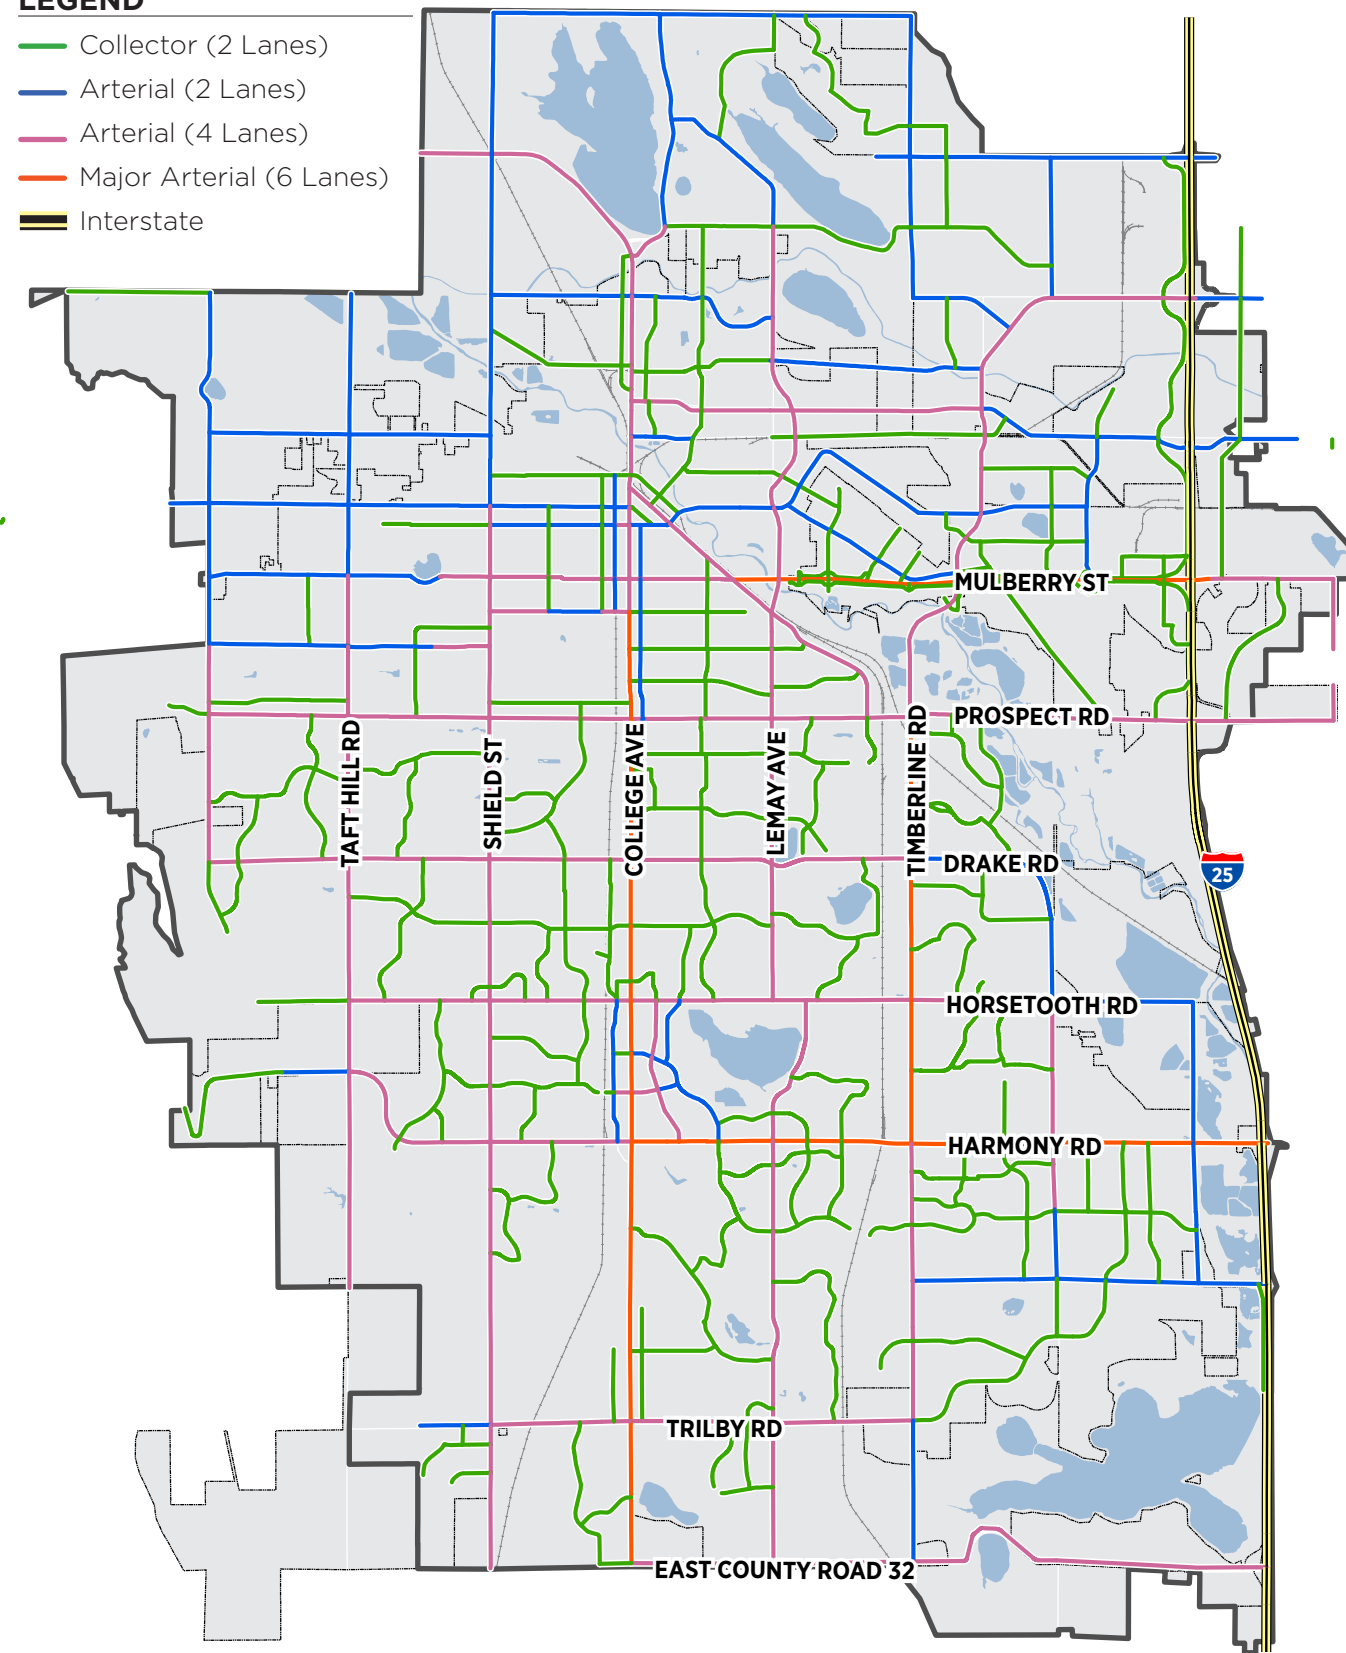 LEGEND
Collector (2 Lanes)
Arterial (2 Lanes)
Arterial (4 Lanes)
Major Arterial (6 Lanes)
Interstate
MULBERRY ST
PROSPECT RD
TAFT HILL RD
SHIELD ST
COLLEGE AVE
LEMAY AVE
TIMBERLINE RD
DRAKE RD
25
HORSETOOTH RD
HARMONY RD
TRILBY RD
EAST COUNTY ROAD 32